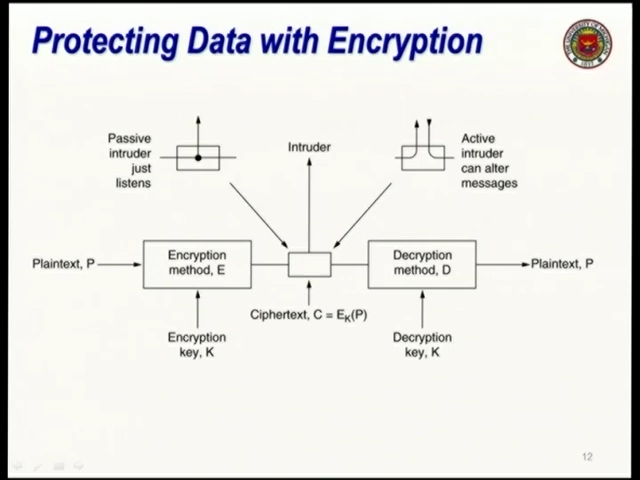 Protecting Data with Encryption
Passive
intruder
just
listens
Intruder
Active
intruder
can alter
messages
Plaintext, P
Encryption
method, E
Decryption
method, D
Plaintext, P
Ciphertext, C = EK(P)
Encryption
key, K
Decryption
key, K
12